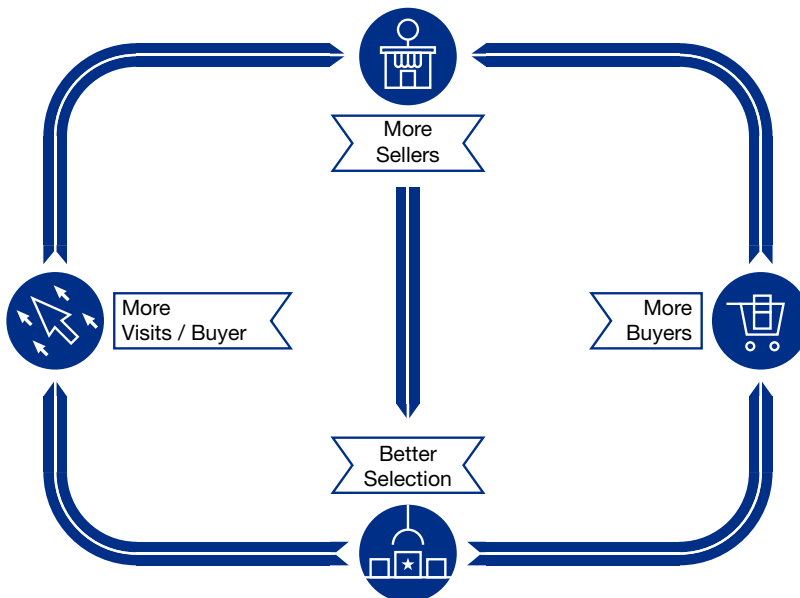 More
Sellers
More
Visits / Buyer
More
Buyers
Better
Selection